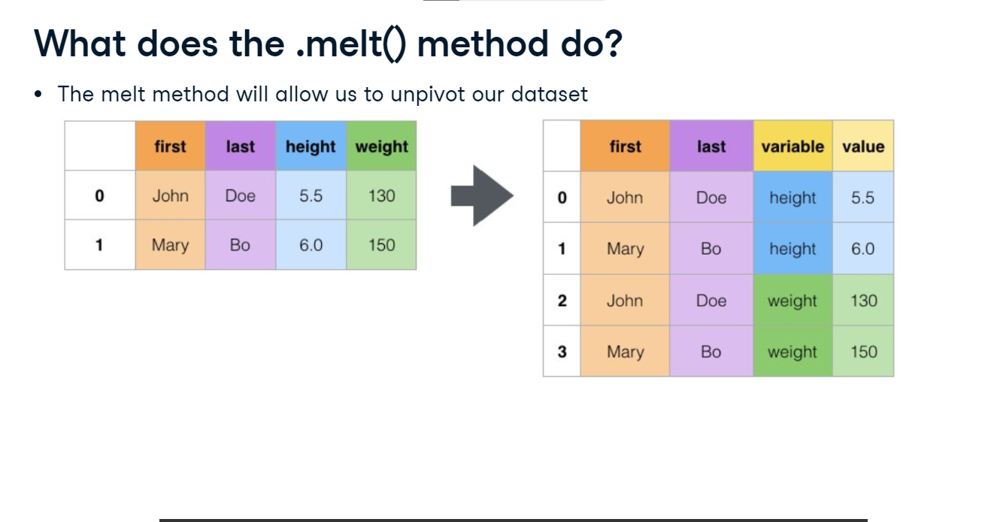 What does the .melt() method do?
• The melt method will allow us to unpivot our dataset
first last height weight
0 John Doe 5.5 130
1 Mary Bo 6.0 150
first last variable value
0 John Doe height 5.5
1 Mary Bo height 6.0
2 John Doe weight 130
3 Mary Bo weight 150